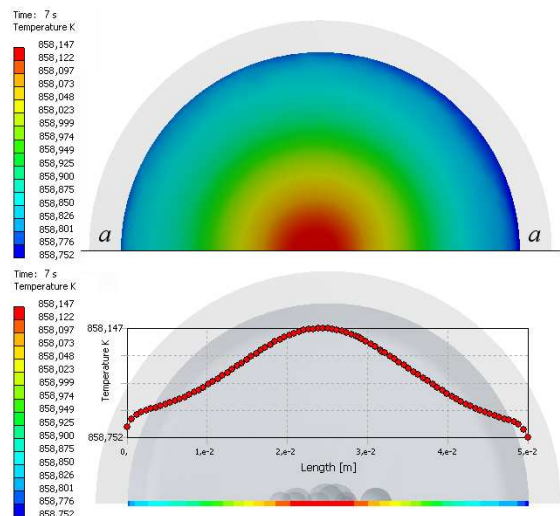 Time: 7 s
Temperature K
858,147
858,122
858,097
858,073
858,048
858,023
858,999
858,974
858,949
858,925
858,900
858,875
858,850
858,826
858,801
858,776
858,752
a
a
Time: 7 s
Temperature K
858,147
858,122
858,097
858,073
858,048
858,023
858,999
858,974
858,949
858,925
858,900
858,875
858,850
858,826
858,801
858,776
858,752
858,147
Temperature K
858,752
0,
1,e-2
2,e-2
3,e-2
4,e-2
5,e-2
Length [m]